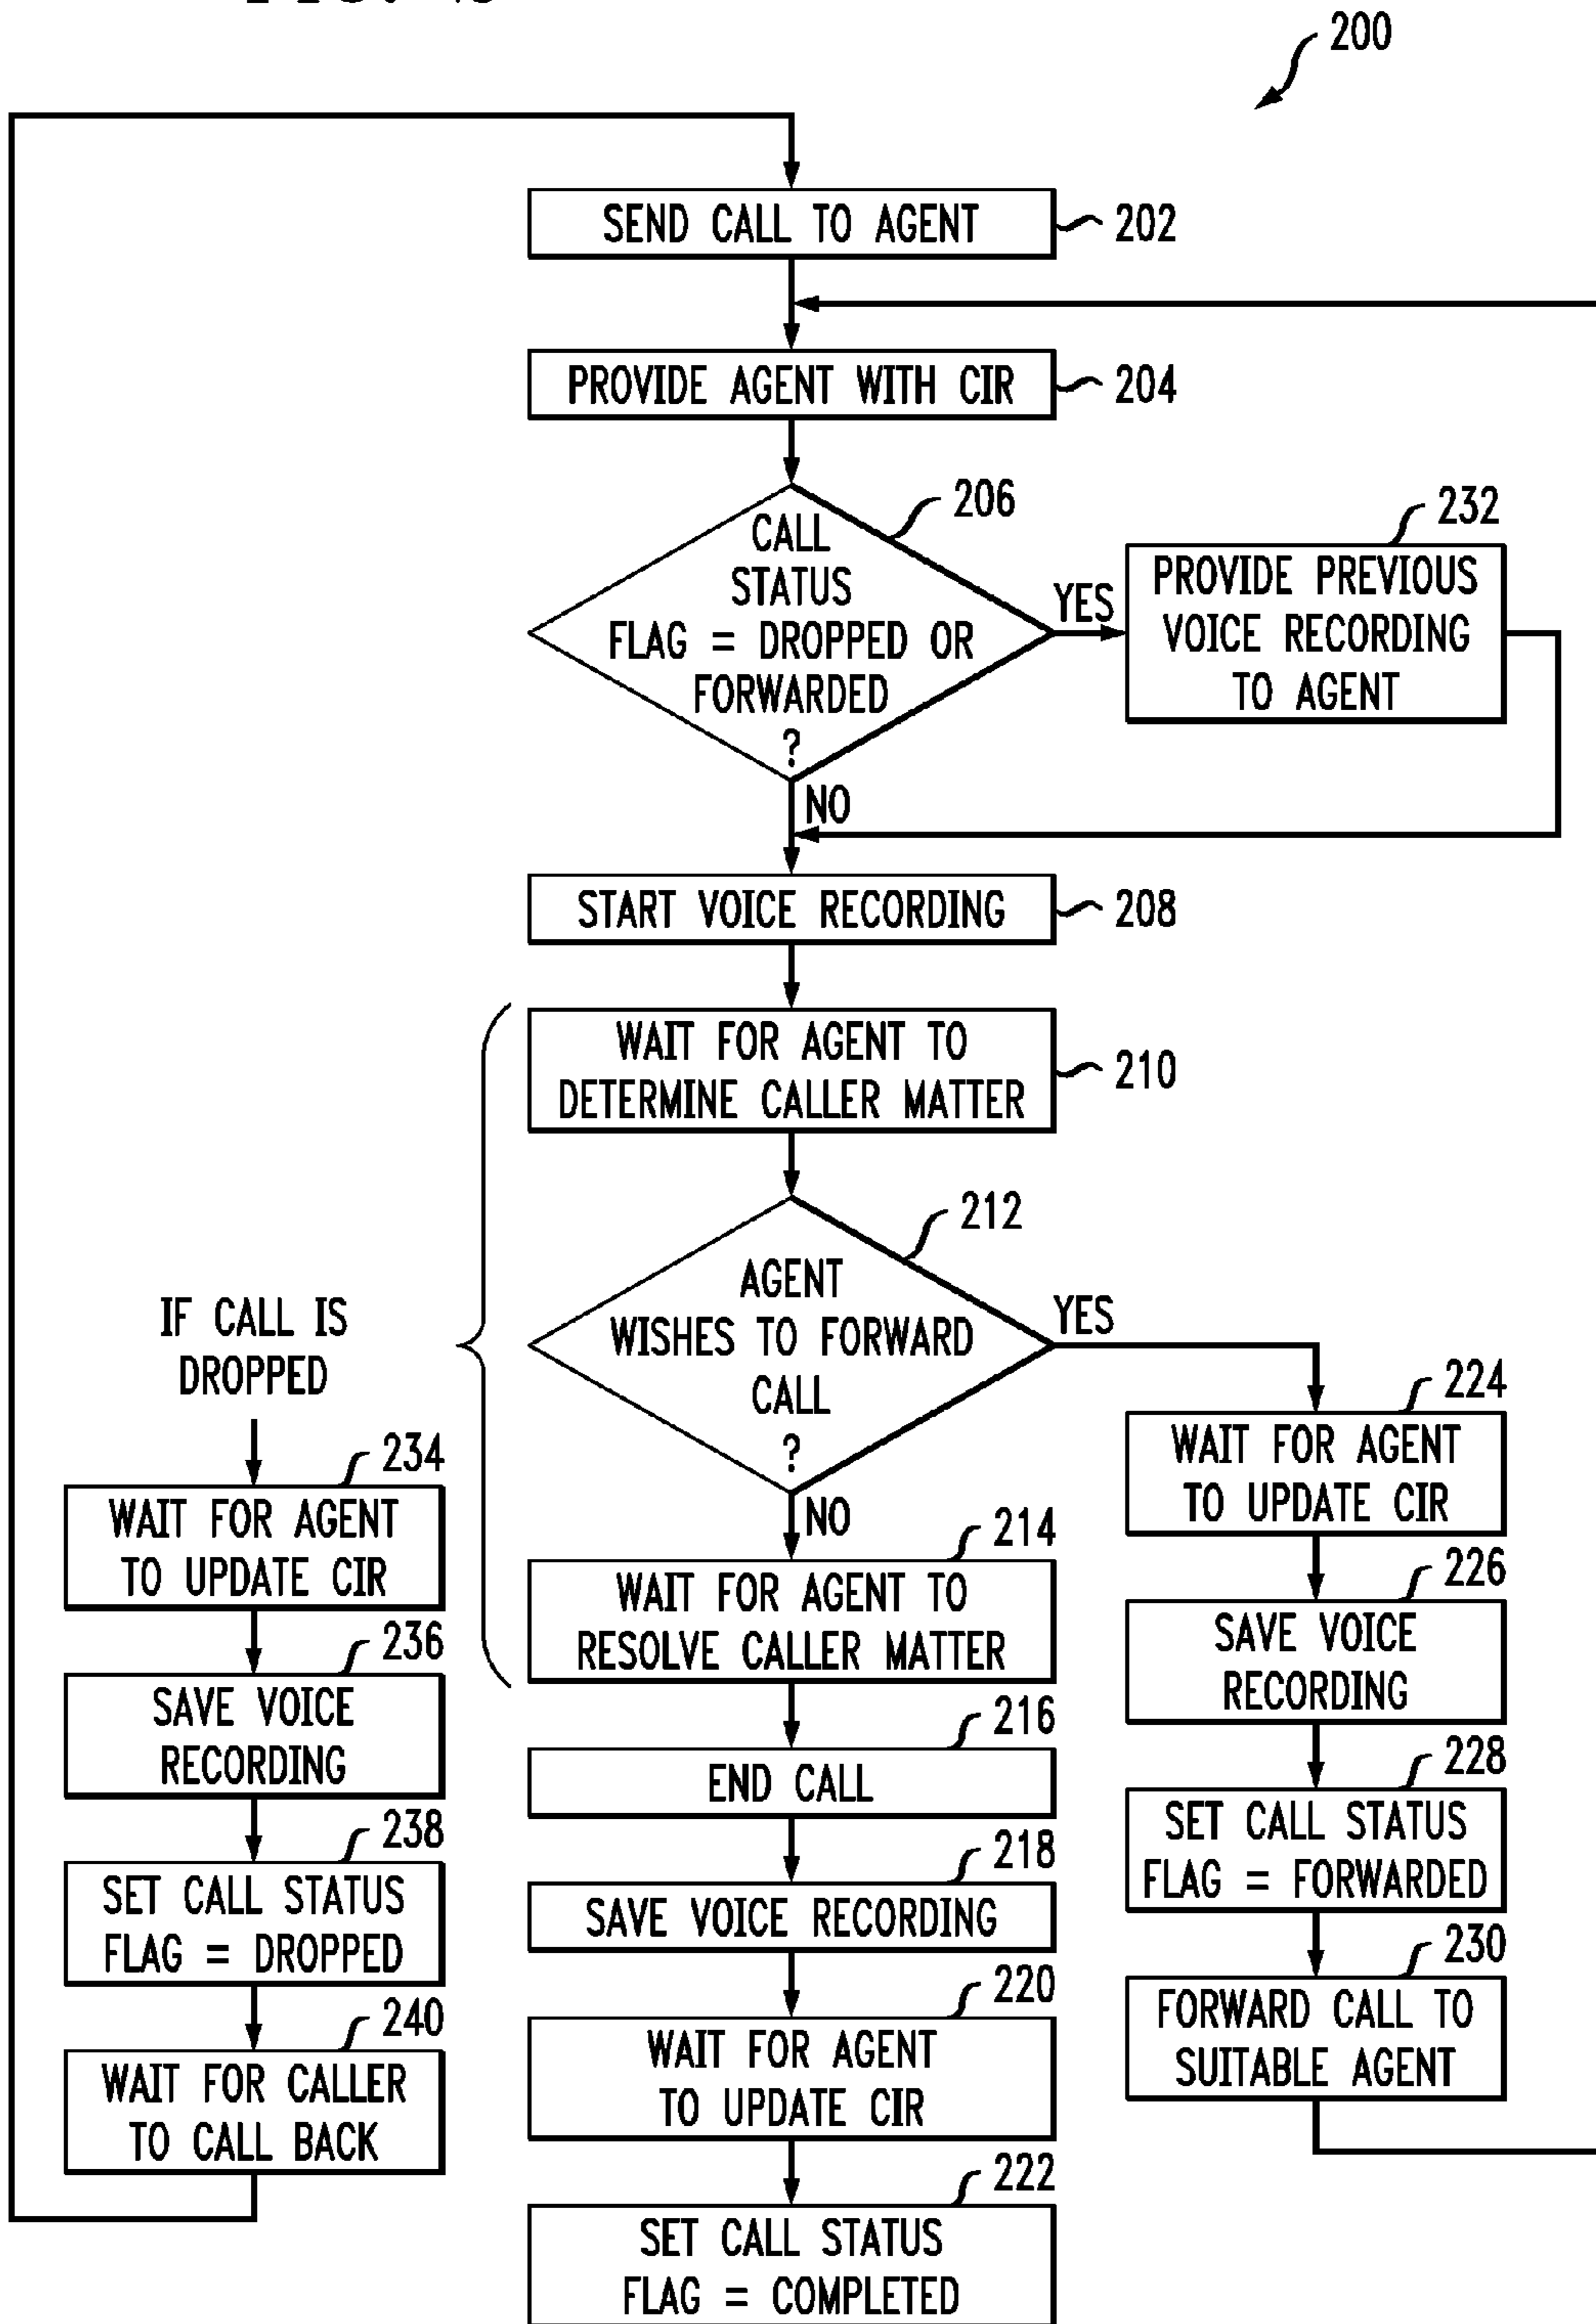 200
SEND CALL TO AGENT
202
PROVIDE AGENT WITH CIR
204
206
CALL
STATUS
FLAG = DROPPED OR
FORWARDED
?
YES
NO
232
PROVIDE PREVIOUS
VOICE RECORDING
TO AGENT
START VOICE RECORDING
208
WAIT FOR AGENT TO
DETERMINE CALLER MATTER
210
212
AGENT
WISHES TO FORWARD
CALL
?
YES
NO
214
WAIT FOR AGENT TO
RESOLVE CALLER MATTER
216
END CALL
218
SAVE VOICE RECORDING
220
WAIT FOR AGENT
TO UPDATE CIR
222
SET CALL STATUS
FLAG = COMPLETED
224
WAIT FOR AGENT
TO UPDATE CIR
226
SAVE VOICE
RECORDING
228
SET CALL STATUS
FLAG = FORWARDED
230
FORWARD CALL TO
SUITABLE AGENT
IF CALL IS
DROPPED
234
WAIT FOR AGENT
TO UPDATE CIR
236
SAVE VOICE
RECORDING
238
SET CALL STATUS
FLAG = DROPPED
240
WAIT FOR CALLER
TO CALL BACK